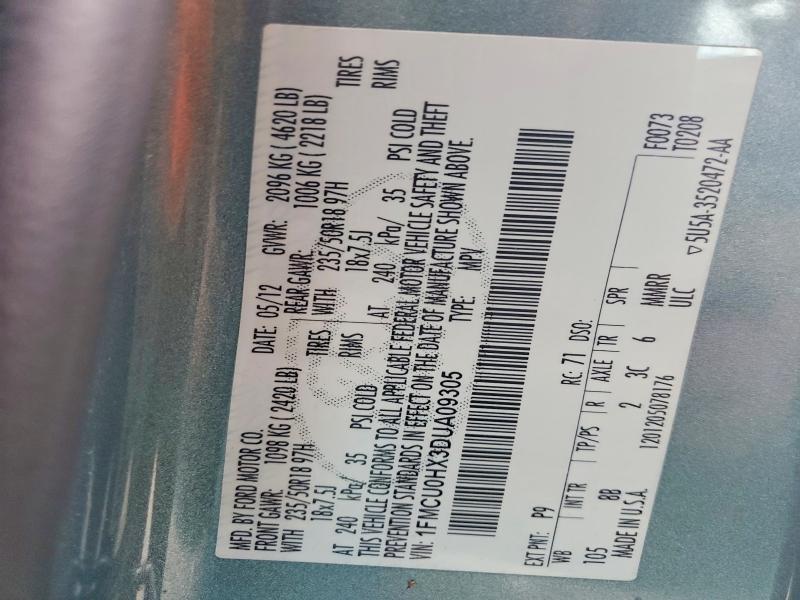 MFD. BY FORD MOTOR CO.
DATE: 05/12 GVWR: 2096 KG ( 4620 LB)
FRONT GAWR: 1098 KG ( 2420 LB) REAR GAWR: 1006 KG ( 2218 LB)
WITH 235/50R18 97H TIRES WITH 235/50R18 97H TIRES
18x7.5J RIMS 18x7.5J RIMS
AT 240 kPa/ 35 PSI COLD AT 240 kPa/ 35 PSI COLD
THIS VEHICLE CONFORMS TO ALL APPLICABLE FEDERAL MOTOR VEHICLE SAFETY AND THEFT
PREVENTION STANDARDS IN EFFECT ON THE DATE OF MANUFACTURE SHOWN ABOVE.
VIN: 1FMCU0HX3DUA09305 TYPE: MPV
EXT PNT: P9 RC: 71 DSO: F0073
WB INT TR TP/PS R AXLE TR SPR T0208
105 8B 2 3C 6 MMRRR
MADE IN U.S.A. 1201205078176 ULC
▽5U5A-3520472-AA